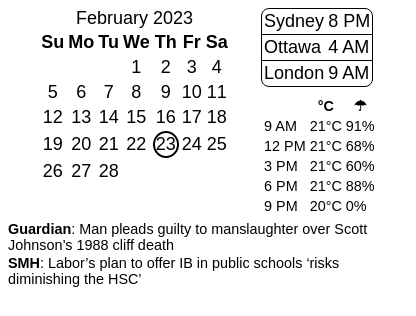 February 2023
Su Mo Tu We Th Fr Sa
1 2 3 4
5 6 7 8 9 10 11
12 13 14 15 16 17 18
19 20 21 22 23 24 25
26 27 28
Sydney 8 PM
Ottawa 4 AM
London 9 AM
°C ☂
9 AM 21°C 91%
12 PM 21°C 68%
3 PM 21°C 60%
6 PM 21°C 88%
9 PM 20°C 0%
Guardian: Man pleads guilty to manslaughter over Scott
Johnson’s 1988 cliff death
SMH: Labor’s plan to offer IB in public schools ‘risks
diminishing the HSC’